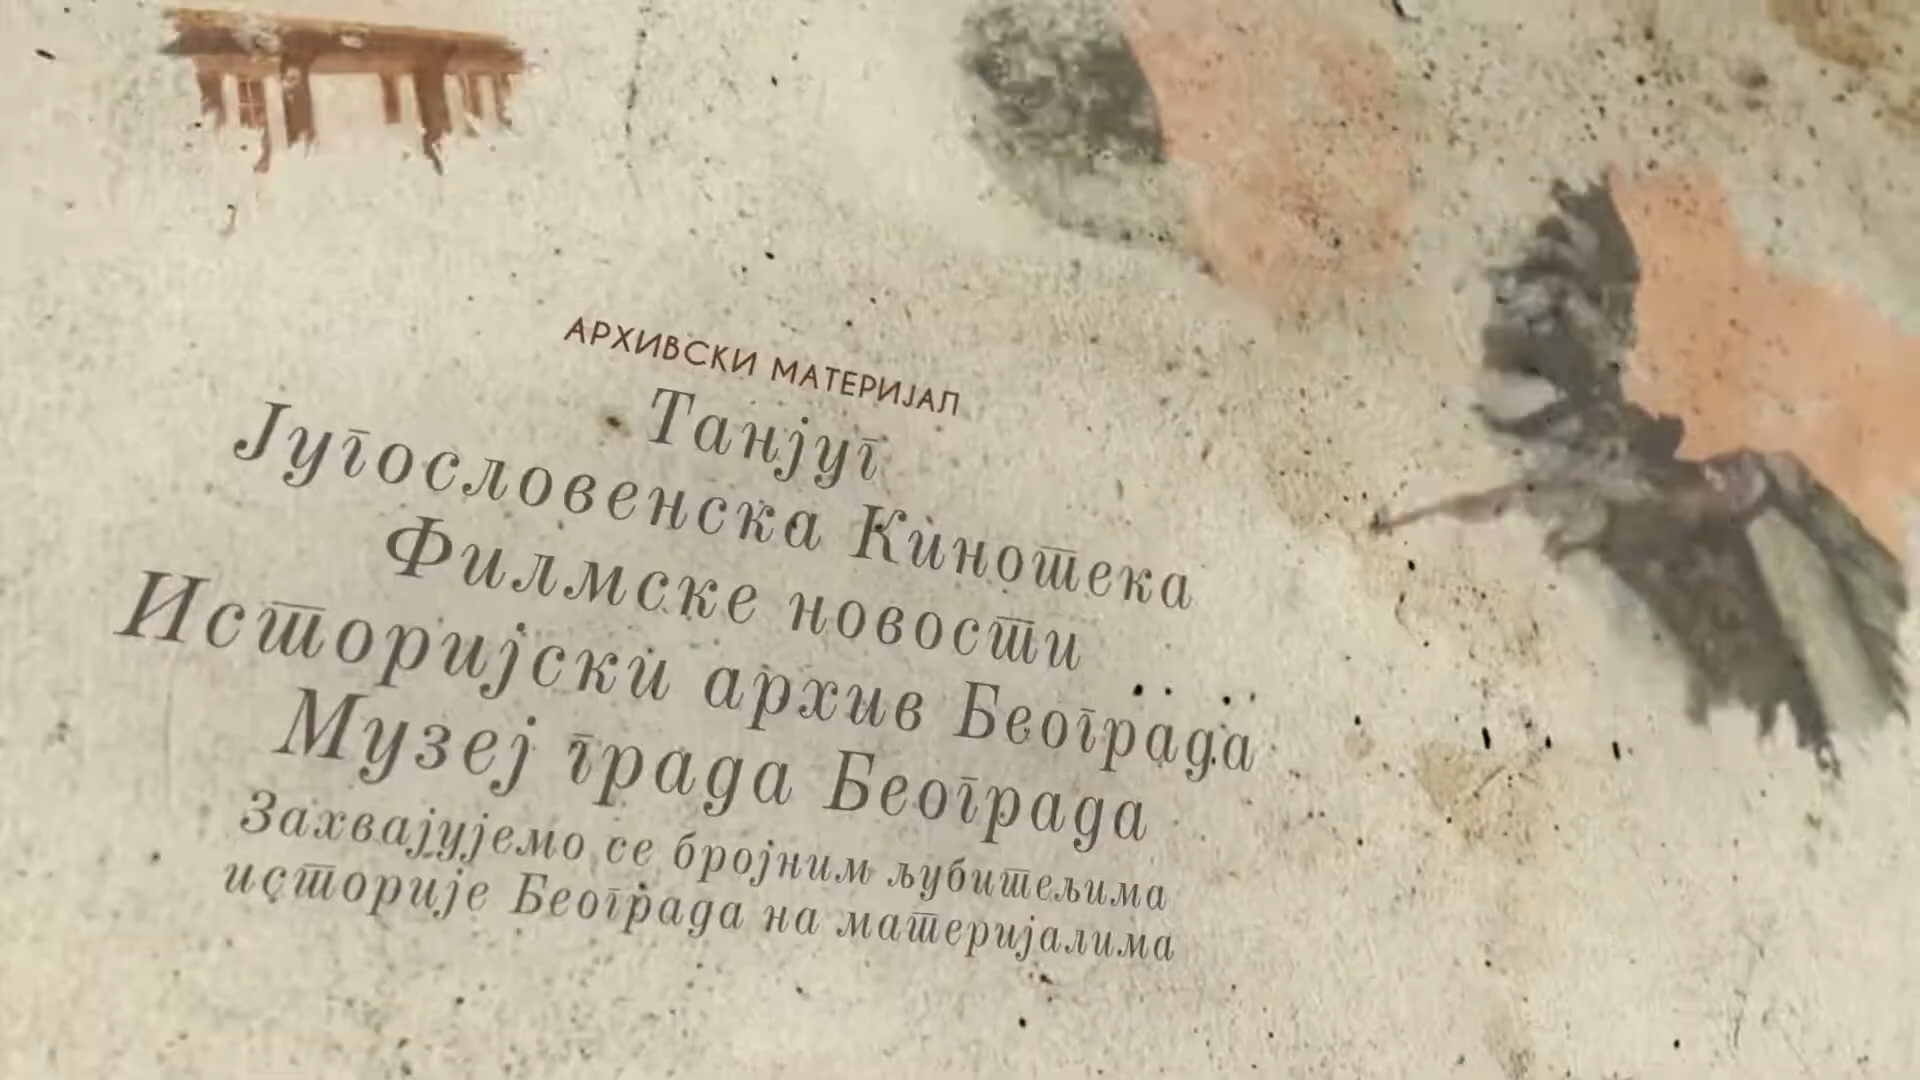 АРХИВСКИ МАТЕРИЈАЛ
Танјуг
Југословенска Кинотека
Филмске новости
Историјски архив Београда
Музеј града Београда
Захвајујемо се бројним љубитељима
историје Београда на материјалима